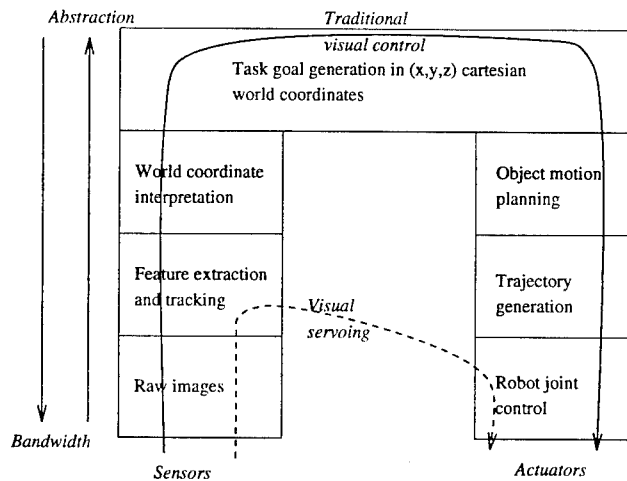 Abstraction
Traditional
visual control
Task goal generation in (x,y,z) cartesian
world coordinates
World coordinate
interpretation
Object motion
planning
Feature extraction
and tracking
Visual
servoing
Trajectory
generation
Raw images
Robot joint
control
Bandwidth
Sensors
Actuators